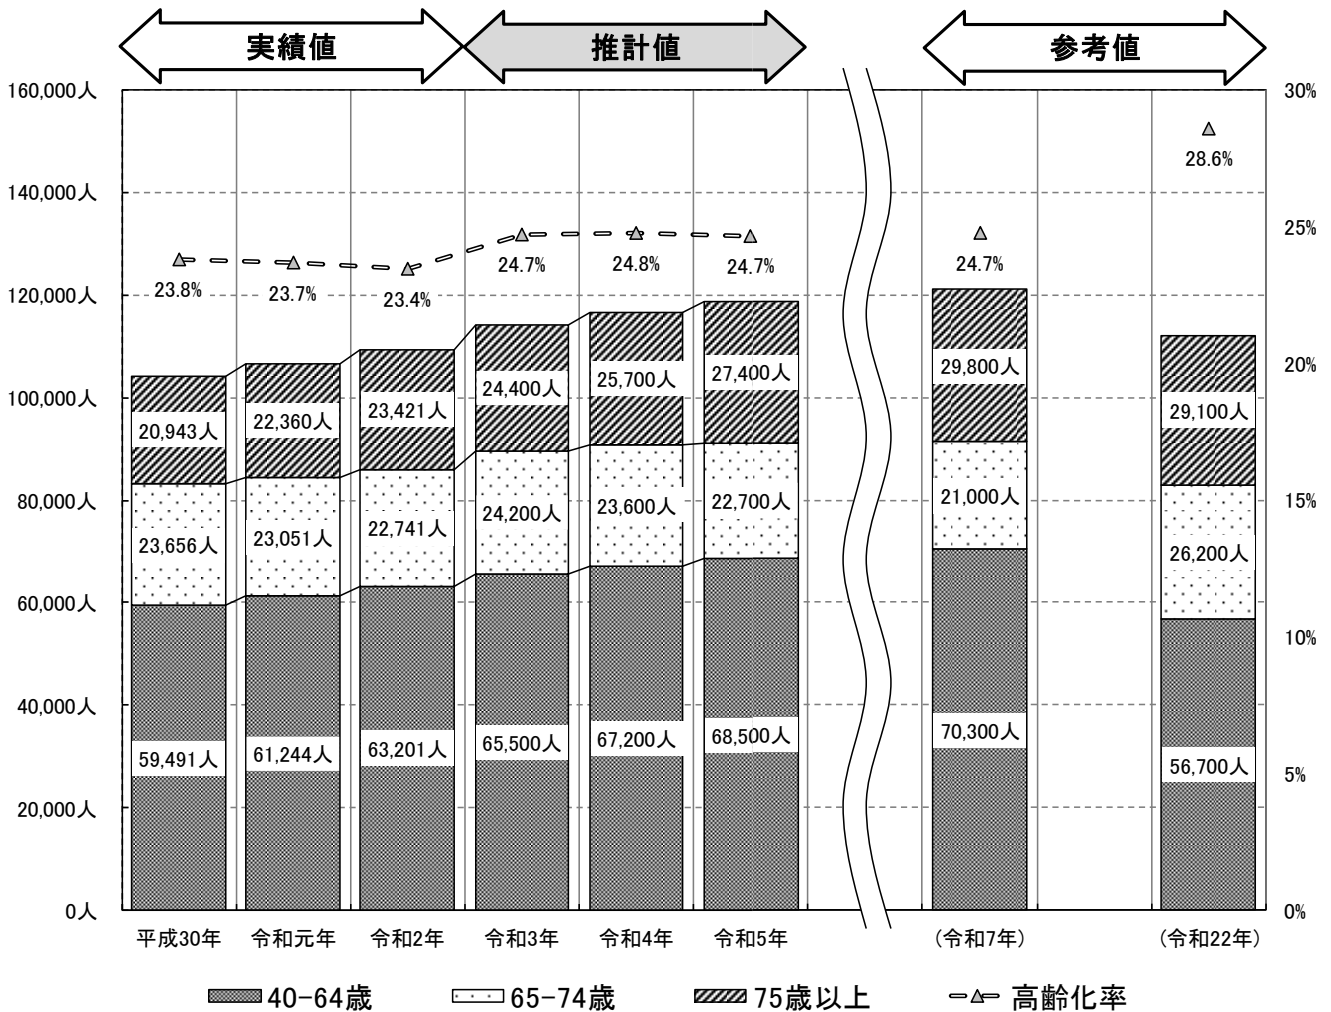 実績値 推計値 参考値
160,000人 30%
28.6%
140,000人
25%
23.8% 23.7% 23.4% 24.7% 24.8% 24.7% 24.7%
120,000人
20%
20,943人 22,360人 23,421人 24,400人 25,700人 27,400人 29,800人 29,100人
100,000人
80,000人 15%
23,656人 23,051人 22,741人 24,200人 23,600人 22,700人 21,000人 26,200人
60,000人
10%
40,000人
59,491人 61,244人 63,201人 65,500人 67,200人 68,500人 70,300人 56,700人
5%
20,000人
0人 0%
平成30年 令和元年 令和2年 令和3年 令和4年 令和5年 (令和7年) (令和22年)
40-64歳 65-74歳 75歳以上 高齢化率